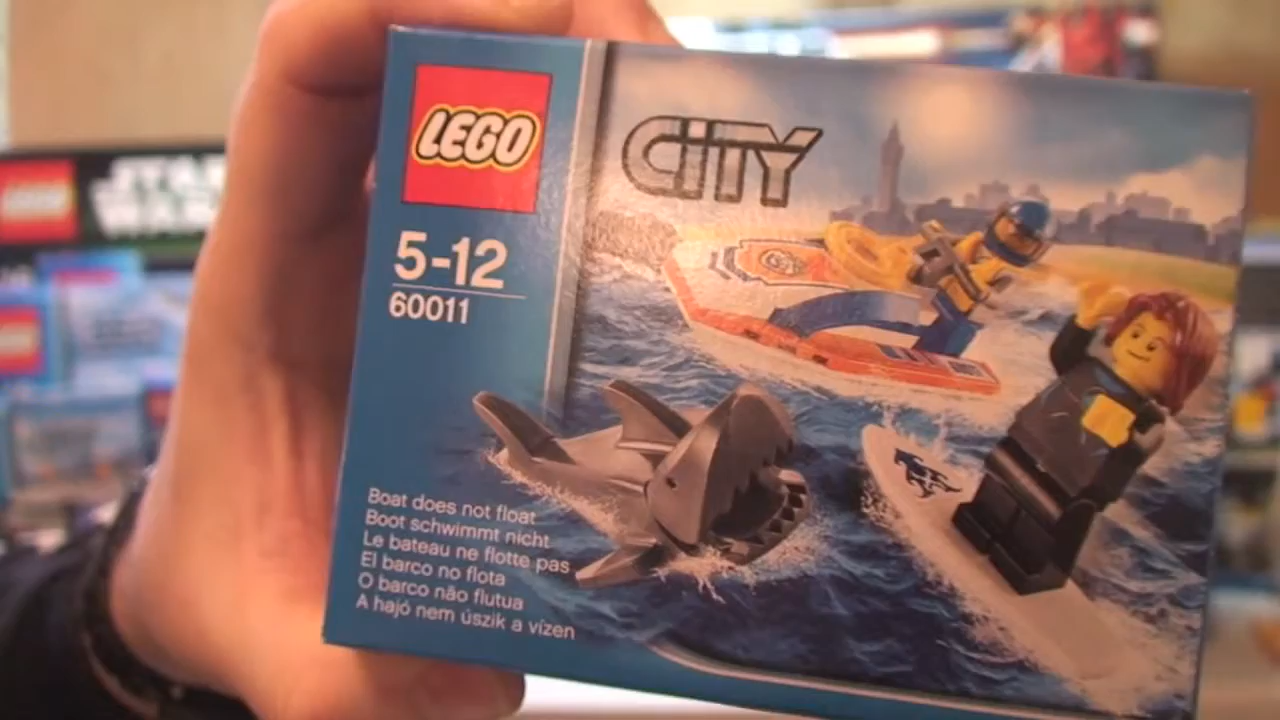 LEGO
CITY
5-12
60011
Boat does not float
Boot schwimmt nicht
Le bateau ne flotte pas
El barco no flota
O barco não flutua
A hajó nem úszik a vízen
LEGO
STAR
WARS
LEGO